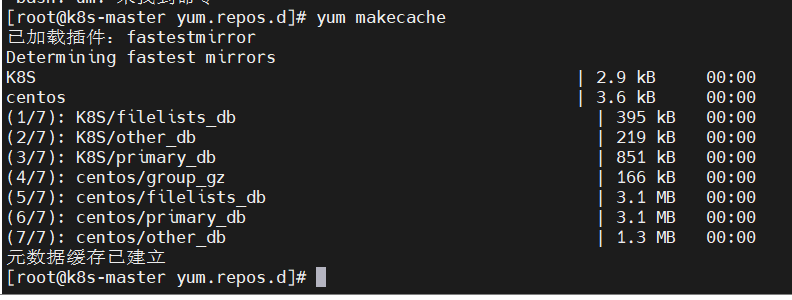 [root@k8s-master yum.repos.d]# yum makecache
已加载插件：fastestmirror
Determining fastest mirrors
K8S | 2.9 kB 00:00
centos | 3.6 kB 00:00
(1/7): K8S/filelists_db | 395 kB 00:00
(2/7): K8S/other_db | 219 kB 00:00
(3/7): K8S/primary_db | 851 kB 00:00
(4/7): centos/group_gz | 166 kB 00:00
(5/7): centos/filelists_db | 3.1 MB 00:00
(6/7): centos/primary_db | 3.1 MB 00:00
(7/7): centos/other_db | 1.3 MB 00:00
元数据缓存已建立
[root@k8s-master yum.repos.d]#